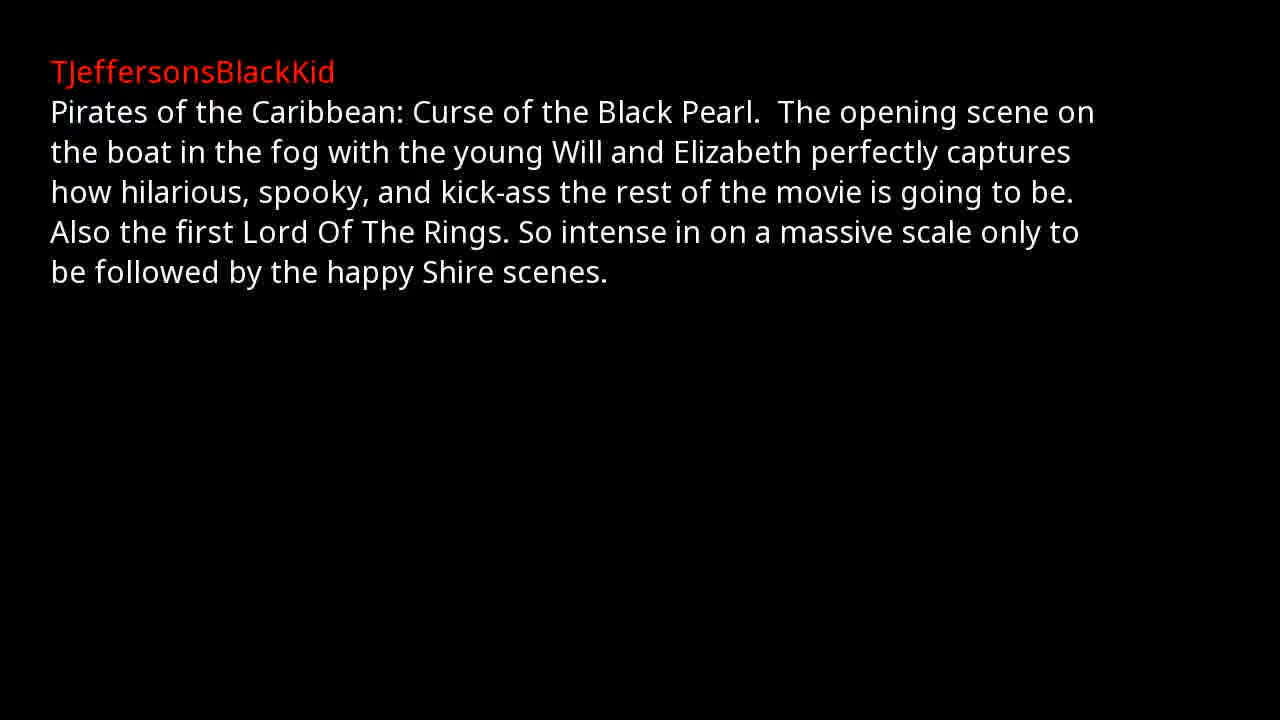 TJeffersonsBlackKid
Pirates of the Caribbean: Curse of the Black Pearl.  The opening scene on
the boat in the fog with the young Will and Elizabeth perfectly captures
how hilarious, spooky, and kick-ass the rest of the movie is going to be.
Also the first Lord Of The Rings. So intense in on a massive scale only to
be followed by the happy Shire scenes.